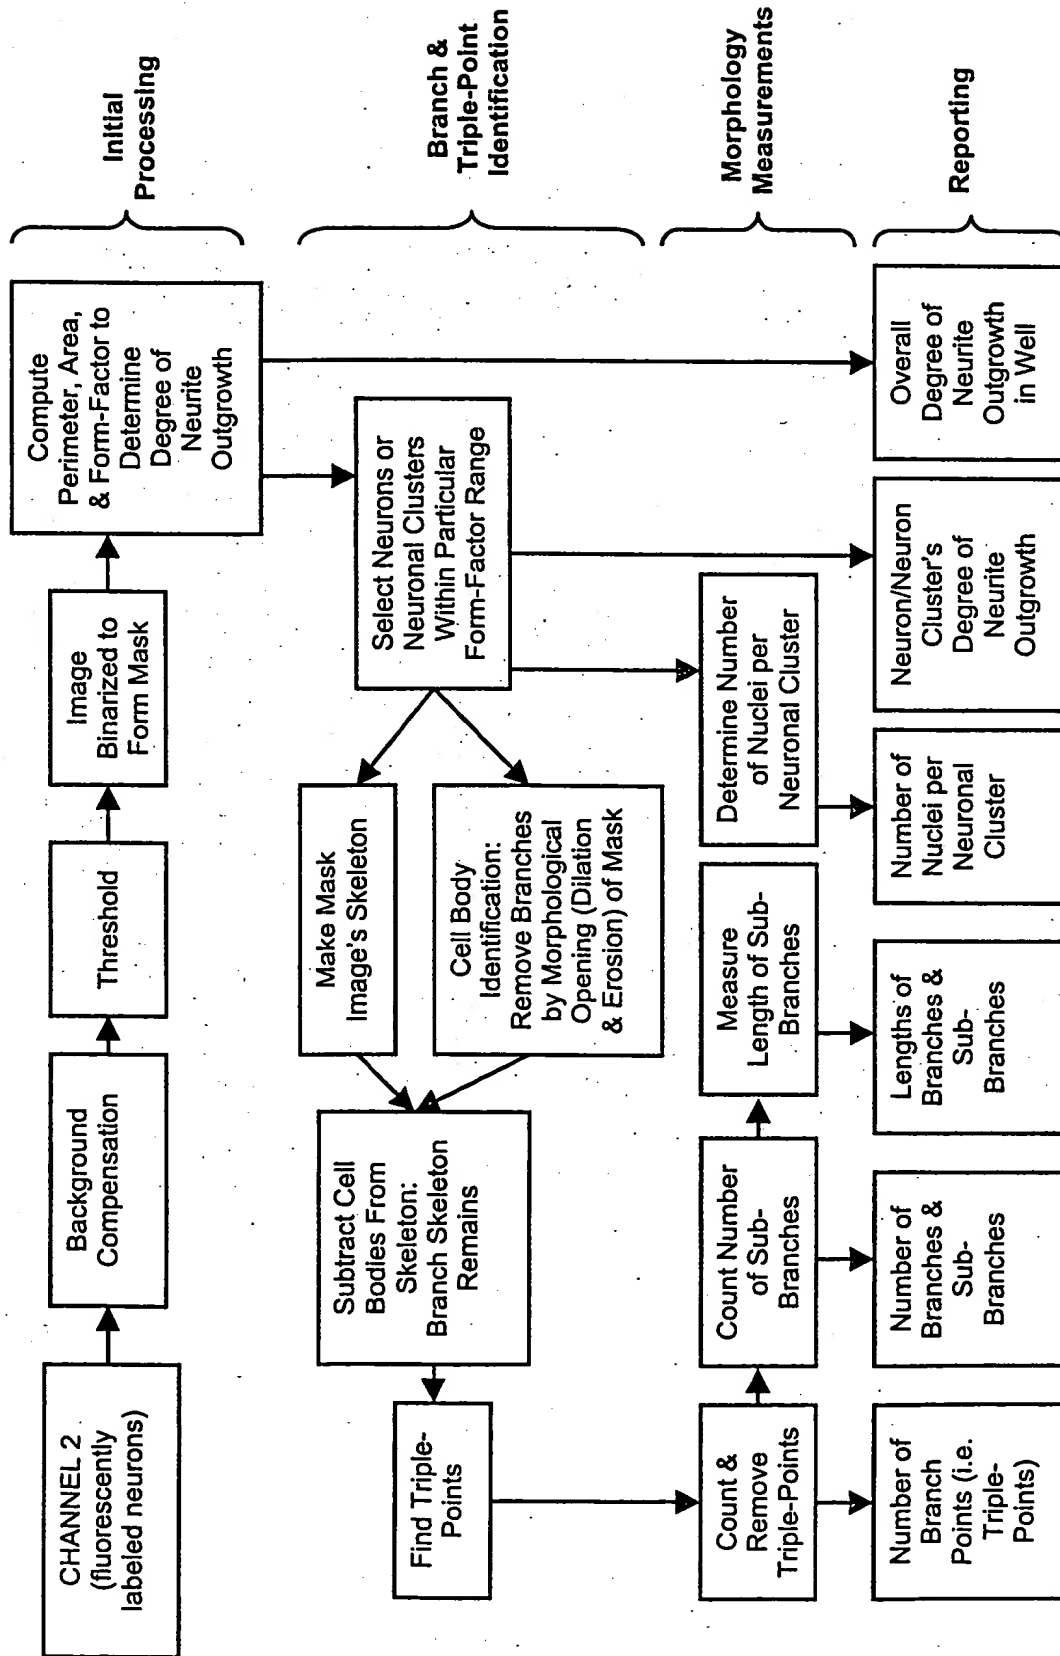 CHANNEL 2
(fluorescently
labeled neurons)
Background
Compensation
Threshold
Image
Binarized to
Form Mask
Compute
Perimeter, Area,
& Form-Factor to
Determine
Degree of
Neurite
Outgrowth
Initial
Processing
Find Triple-
Points
Subtract Cell
Bodies From
Skeleton:
Branch Skeleton
Remains
Make Mask
Image's Skeleton
Cell Body
Identification:
Remove Branches
by Morphological
Opening (Dilation
& Erosion) of Mask
Select Neurons or
Neuronal Clusters
Within Particular
Form-Factor Range
Branch &
Triple-Point
Identification
Count &
Remove
Triple-Points
Count Number
of Sub-
Branches
Measure
Length of Sub-
Branches
Determine Number
of Nuclei per
Neuronal Cluster
Morphology
Measurements
Number of
Branch
Points (i.e.
Triple-
Points)
Number of
Branches &
Sub-
Branches
Lengths of
Branches &
Sub-
Branches
Number of
Nuclei per
Neuronal
Cluster
Neuron/Neuron
Cluster's
Degree of
Neurite
Outgrowth
Overall
Degree of
Neurite
Outgrowth
in Well
Reporting